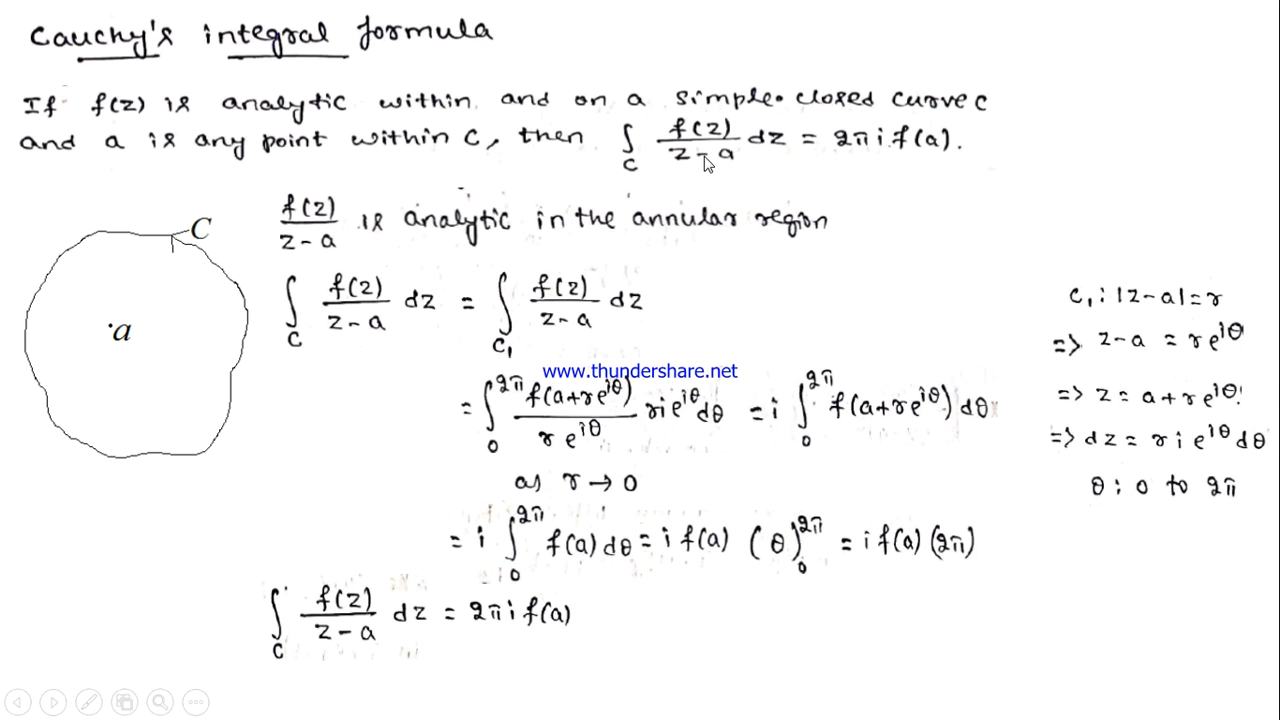 Cauchy's integral formula
If f(z) is analytic within and on a simple closed curve c
and a is any point within C, then ∫_C f(z)/(z-a) dz = 2πi f(a).
f(z)/(z-a) is analytic in the annular region
C
a
∫_C f(z)/(z-a) dz = ∫_C₁ f(z)/(z-a) dz
www.thundershare.net
= ∫_0^2π f(a+re^iθ)/(re^iθ) rie^iθ dθ = i ∫_0^2π f(a+re^iθ) dθ
as r → 0
= i ∫_0^2π f(a) dθ = i f(a) (θ)_0^2π = i f(a) (2π)
∫_C f(z)/(z-a) dz = 2πi f(a)
C₁ : |z-a| = r
=> z-a = re^iθ
=> z = a+re^iθ
=> dz = rie^iθ dθ
θ : 0 to 2π